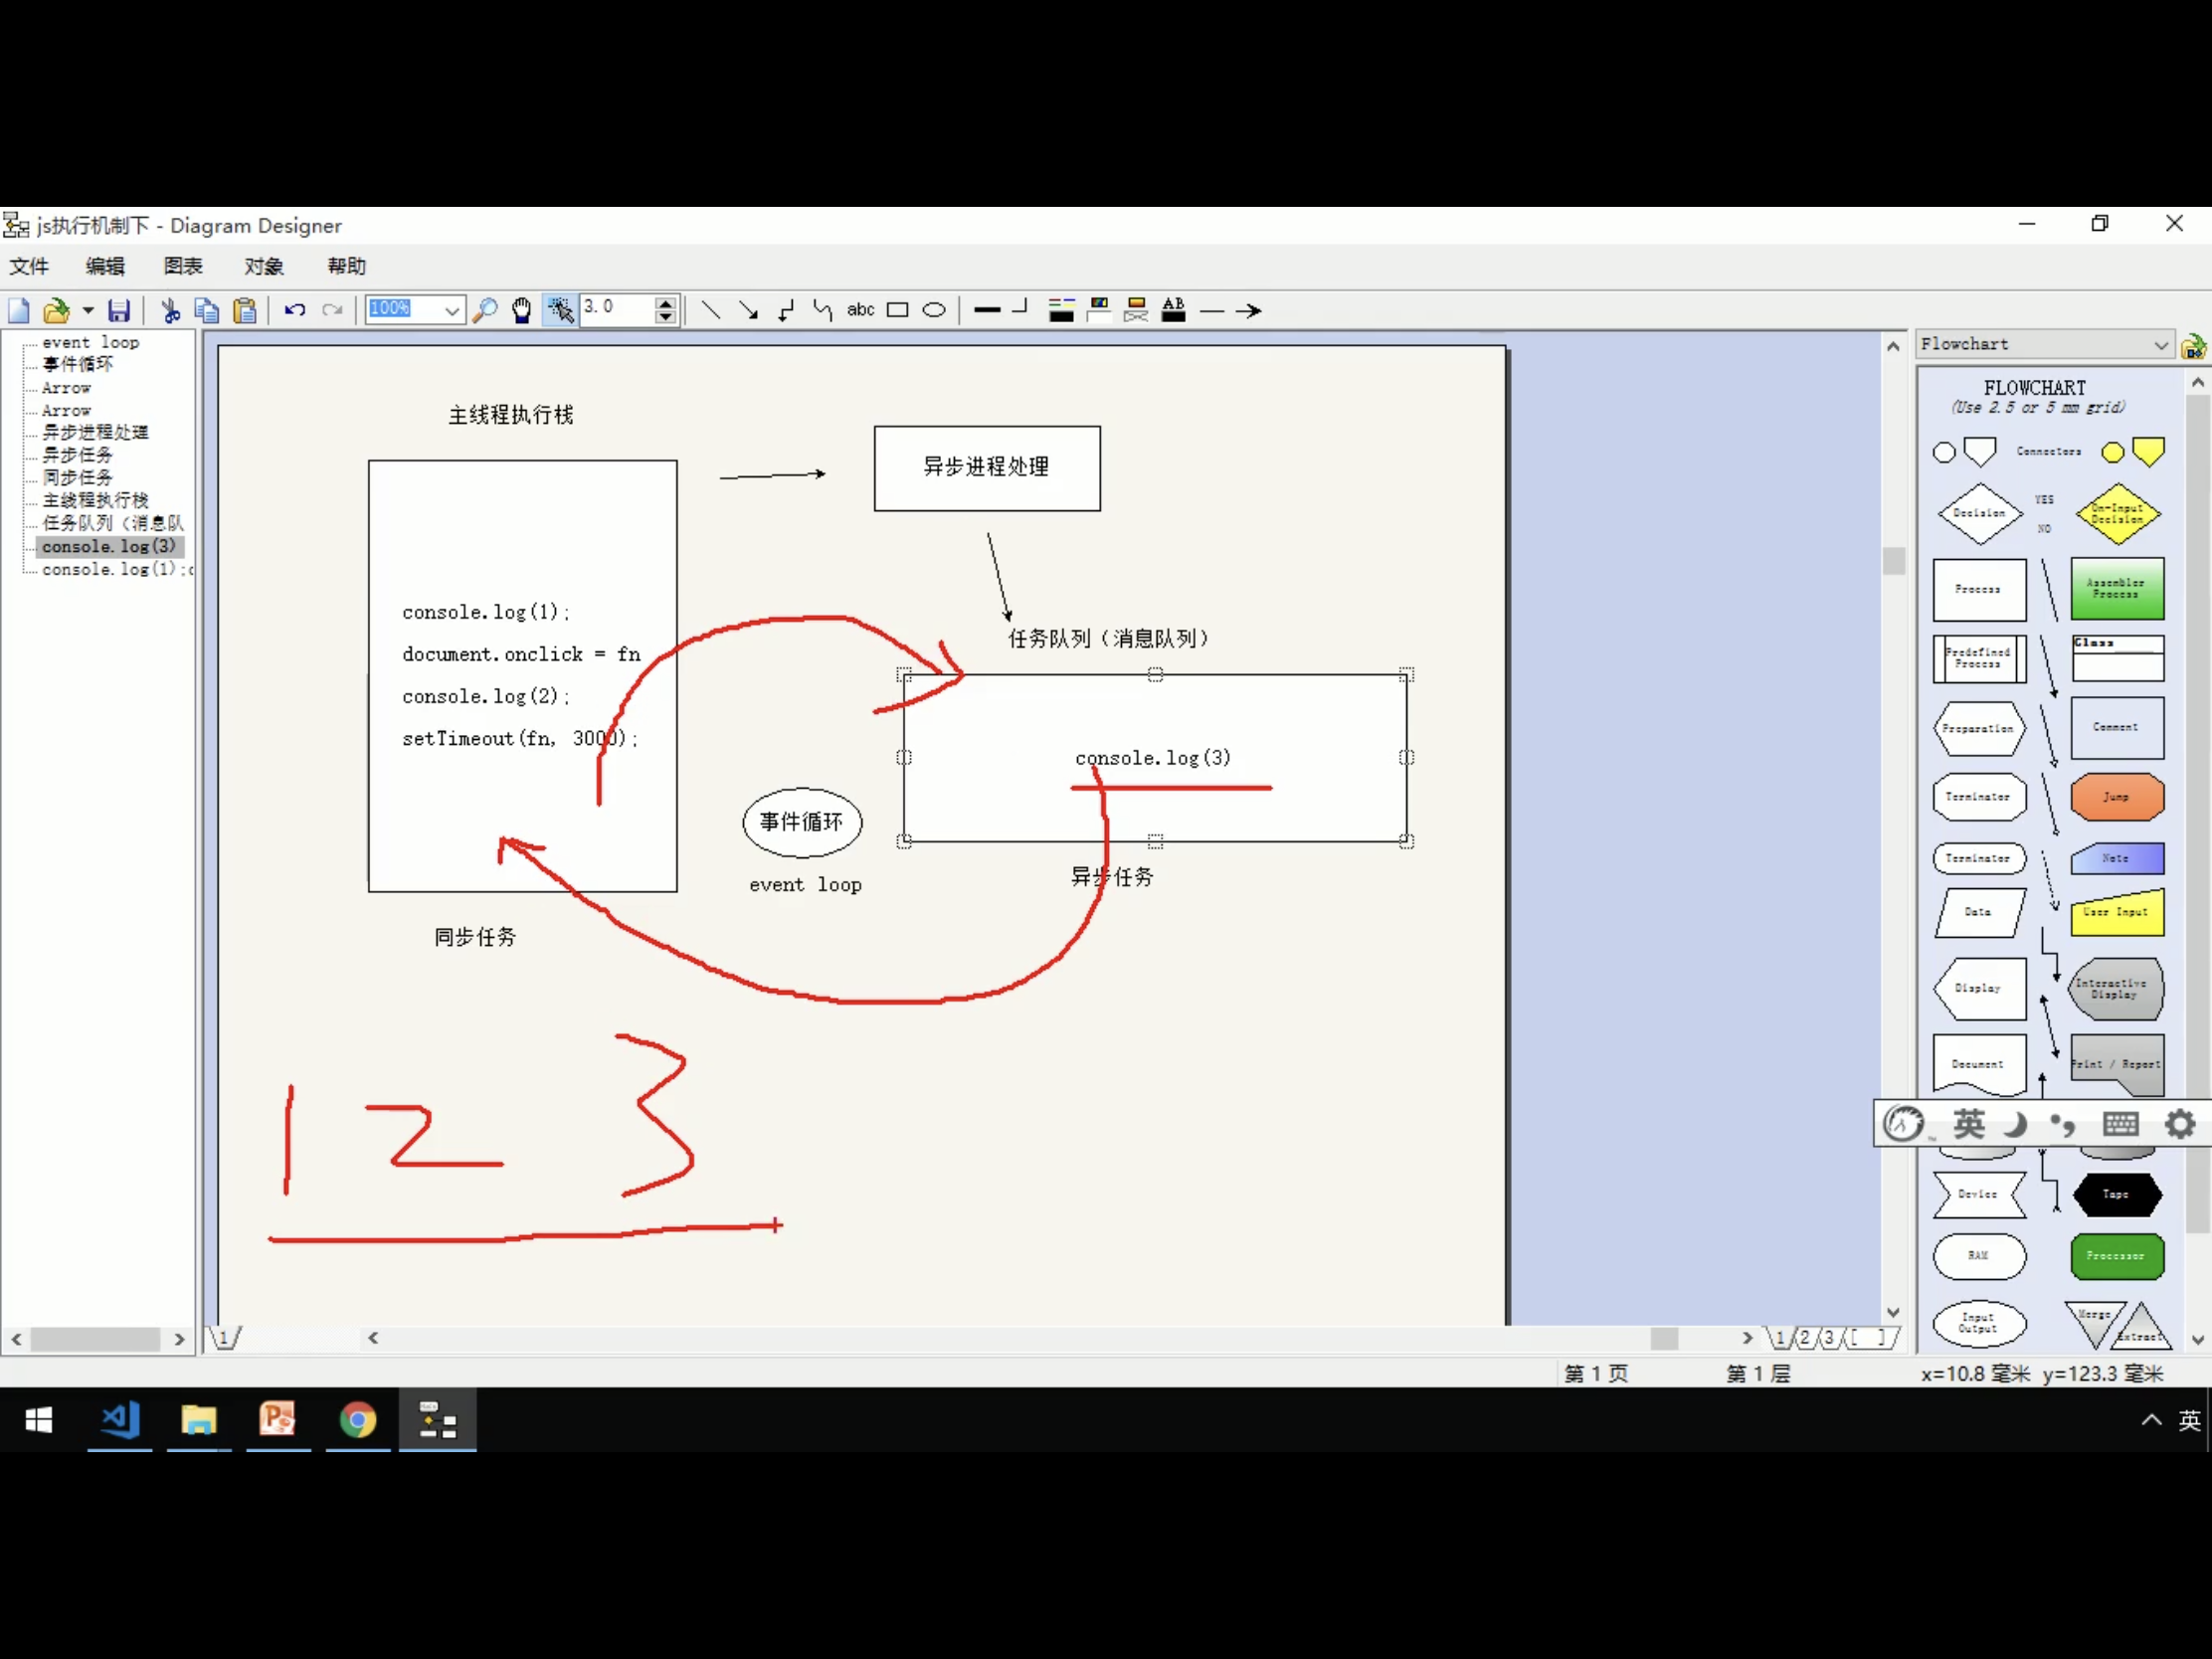 js执行机制下 - Diagram Designer
文件 编辑 图表 对象 帮助
100% 3.0 abc AB
event loop
事件循环
Arrow
Arrow
异步进程处理
异步任务
同步任务
主线程执行栈
任务队列（消息队
console.log(3)
console.log(1);c
主线程执行栈
异步进程处理
console.log(1);
document.onclick = fn
console.log(2);
setTimeout(fn, 3000);
任务队列（消息队列）
console.log(3)
事件循环
event loop
异步任务
同步任务
1 2 3
Flowchart
FLOWCHART
(Use 2.5 or 5 mm grid)
Connectors
Decision YES NO On-Input Decision
Process Assembler Process
Predefined Process Class
Preparation Comment
Terminator Jump
Terminator Note
Data User Input
Display Interactive Display
Document Print / Report
英
Device Tape
RAM Processor
Input Output Merge Extract
1 1 2 3 [ ]
第 1 页 第 1 层 x=10.8 毫米 y=123.3 毫米
英